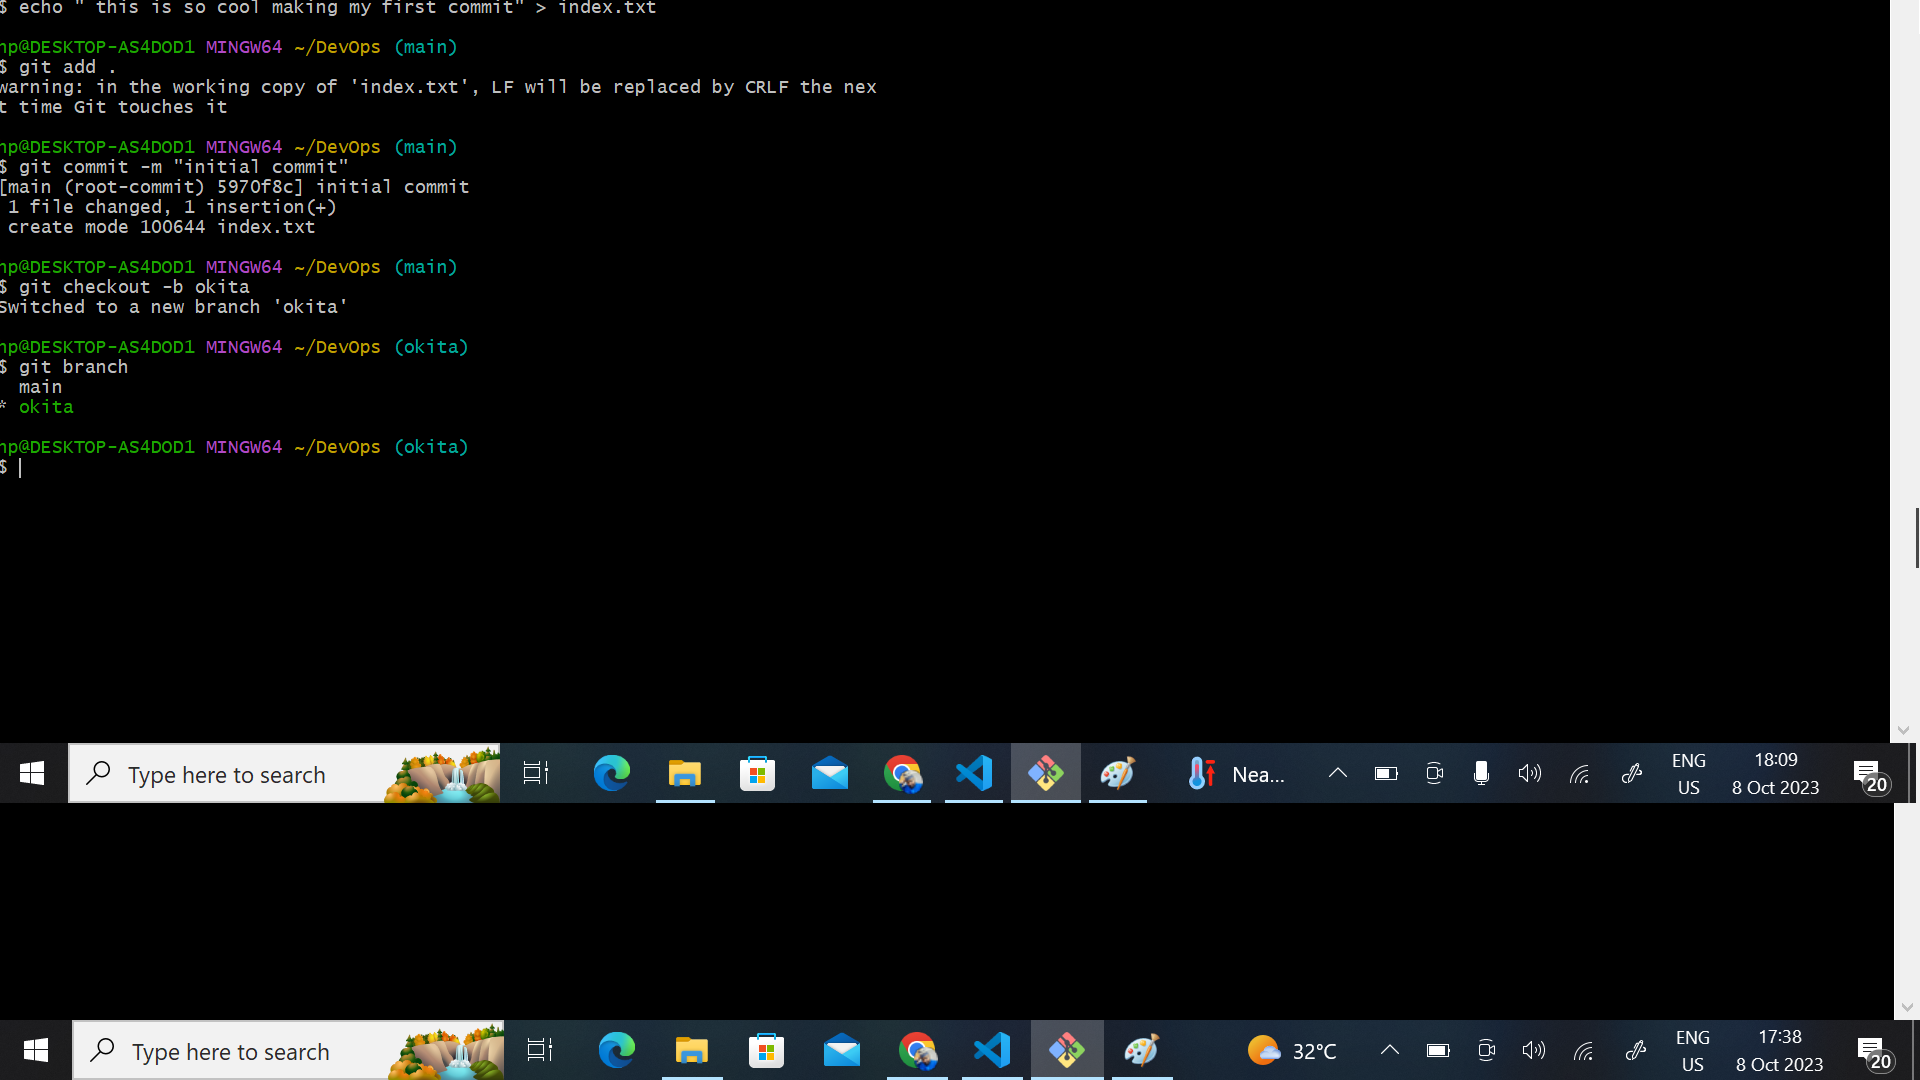 $ echo " this is so cool making my first commit" > index.txt
hp@DESKTOP-AS4DOD1 MINGW64 ~/DevOps (main)
$ git add .
warning: in the working copy of 'index.txt', LF will be replaced by CRLF the nex
t time Git touches it
hp@DESKTOP-AS4DOD1 MINGW64 ~/DevOps (main)
$ git commit -m "initial commit"
[main (root-commit) 5970f8c] initial commit
 1 file changed, 1 insertion(+)
 create mode 100644 index.txt
hp@DESKTOP-AS4DOD1 MINGW64 ~/DevOps (main)
$ git checkout -b okita
Switched to a new branch 'okita'
hp@DESKTOP-AS4DOD1 MINGW64 ~/DevOps (okita)
$ git branch
  main
* okita
hp@DESKTOP-AS4DOD1 MINGW64 ~/DevOps (okita)
$
Type here to search Nea... ENG US 18:09 8 Oct 2023 20
Type here to search 32°C ENG US 17:38 8 Oct 2023 20